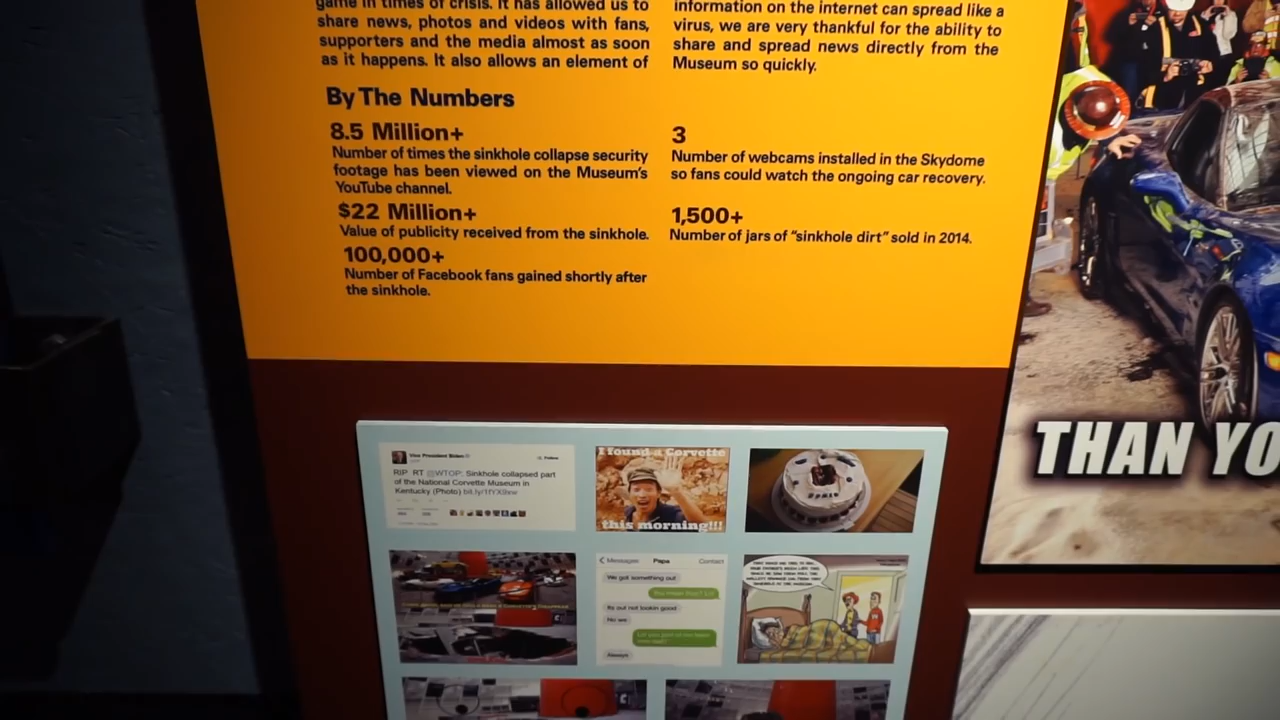 game in times of crisis. It has allowed us to
share news, photos and videos with fans,
supporters and the media almost as soon
as it happens. It also allows an element of
information on the internet can spread like a
virus, we are very thankful for the ability to
share and spread news directly from the
Museum so quickly.
By The Numbers
8.5 Million+
Number of times the sinkhole collapse security
footage has been viewed on the Museum's
YouTube channel.
$22 Million+
Value of publicity received from the sinkhole.
100,000+
Number of Facebook fans gained shortly after
the sinkhole.
3
Number of webcams installed in the Skydome
so fans could watch the ongoing car recovery.
1,500+
Number of jars of "sinkhole dirt" sold in 2014.
THAN YO
Vice President Biden
Follow
RIP RT @WTOP: Sinkhole collapsed part
of the National Corvette Museum in
Kentucky (Photo)
I found a Corvette
this morning!!!
Messages Papa Contact
We got something out
Its out not lookin good
No we
Always